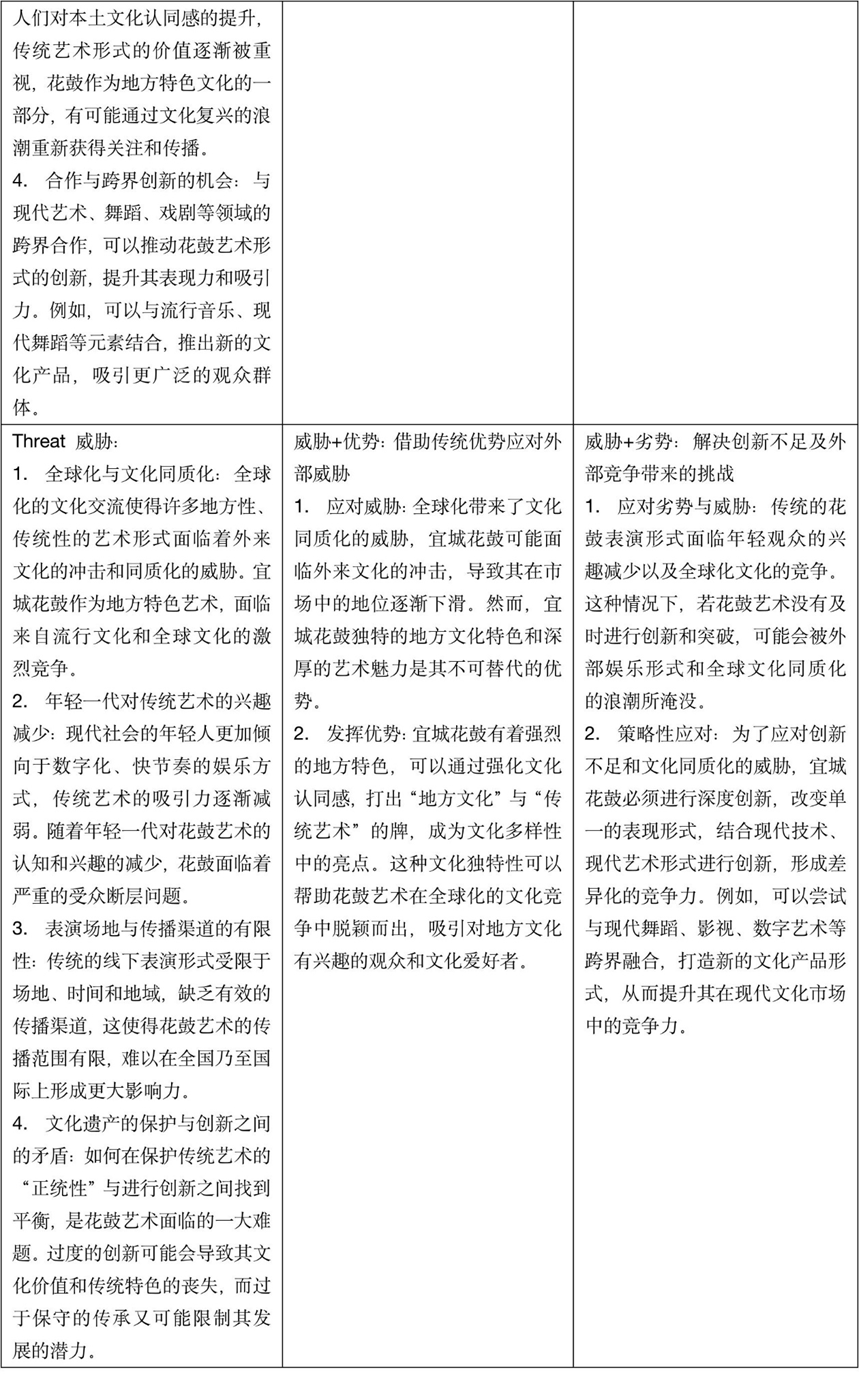 人们对本土文化认同感的提升，
传统艺术形式的价值逐渐被重
视，花鼓作为地方特色文化的一
部分，有可能通过文化复兴的浪
潮重新获得关注和传播。
4. 合作与跨界创新的机会：与
现代艺术、舞蹈、戏剧等领域的
跨界合作，可以推动花鼓艺术形
式的创新，提升其表现力和吸引
力。例如，可以与流行音乐、现
代舞蹈等元素结合，推出新的文
化产品，吸引更广泛的观众群
体。
Threat 威胁：
1. 全球化与文化同质化：全球
化的文化交流使得许多地方性、
传统性的艺术形式面临着外来
文化的冲击和同质化的威胁。宜
城花鼓作为地方特色艺术，面临
来自流行文化和全球文化的激
烈竞争。
2. 年轻一代对传统艺术的兴趣
减少：现代社会的年轻人更加倾
向于数字化、快节奏的娱乐方
式，传统艺术的吸引力逐渐减
弱。随着年轻一代对花鼓艺术的
认知和兴趣的减少，花鼓面临着
严重的受众断层问题。
3. 表演场地与传播渠道的有限
性：传统的线下表演形式受限于
场地、时间和地域，缺乏有效的
传播渠道，这使得花鼓艺术的传
播范围有限，难以在全国乃至国
际上形成更大影响力。
4. 文化遗产的保护与创新之间
的矛盾：如何在保护传统艺术的
“正统性”与进行创新之间找到
平衡，是花鼓艺术面临的一大难
题。过度的创新可能会导致其文
化价值和传统特色的丧失，而过
于保守的传承又可能限制其发
展的潜力。
威胁+优势：借助传统优势应对外
部威胁
1. 应对威胁：全球化带来了文化
同质化的威胁，宜城花鼓可能面
临外来文化的冲击，导致其在市
场中的地位逐渐下滑。然而，宜
城花鼓独特的地方文化特色和深
厚的艺术魅力是其不可替代的优
势。
2. 发挥优势：宜城花鼓有着强烈
的地方特色，可以通过强化文化
认同感，打出“地方文化”与“传
统艺术”的牌，成为文化多样性
中的亮点。这种文化独特性可以
帮助花鼓艺术在全球化的文化竞
争中脱颖而出，吸引对地方文化
有兴趣的观众和文化爱好者。
威胁+劣势：解决创新不足及外
部竞争带来的挑战
1. 应对劣势与威胁：传统的花
鼓表演形式面临年轻观众的兴
趣减少以及全球化文化的竞争。
这种情况下，若花鼓艺术没有及
时进行创新和突破，可能会被外
部娱乐形式和全球文化同质化
的浪潮所淹没。
2. 策略性应对：为了应对创新
不足和文化同质化的威胁，宜城
花鼓必须进行深度创新，改变单
一的表现形式，结合现代技术、
现代艺术形式进行创新，形成差
异化的竞争力。例如，可以尝试
与现代舞蹈、影视、数字艺术等
跨界融合，打造新的文化产品形
式，从而提升其在现代文化市场
中的竞争力。